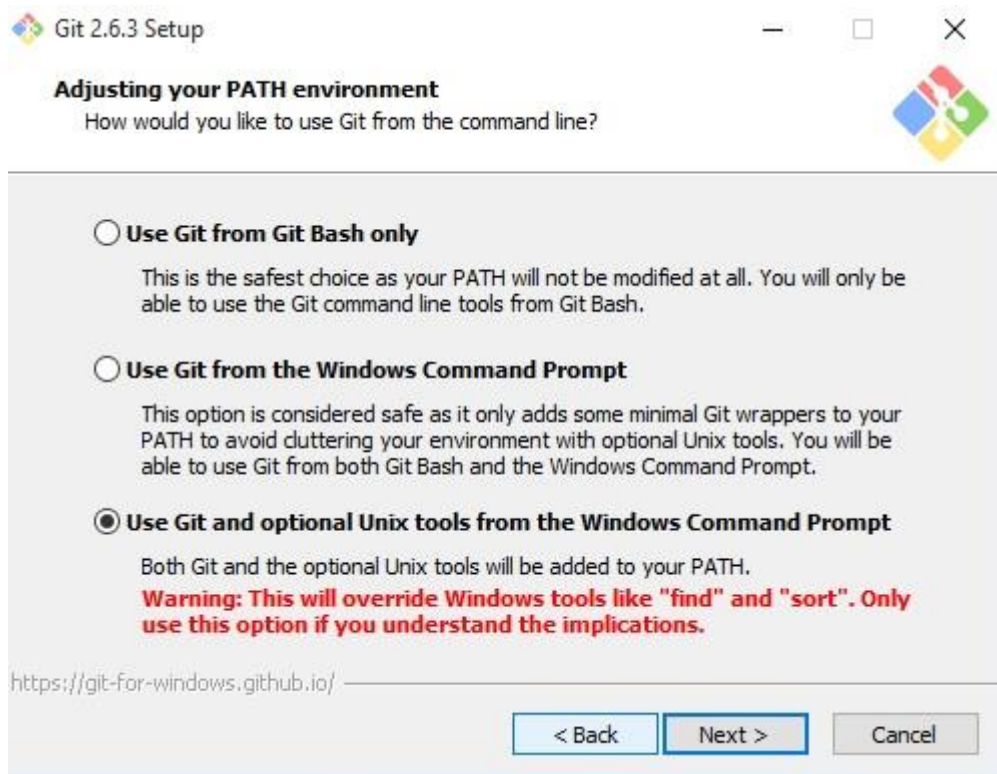 Git 2.6.3 Setup
Adjusting your PATH environment
How would you like to use Git from the command line?
Use Git from Git Bash only
This is the safest choice as your PATH will not be modified at all. You will only be
able to use the Git command line tools from Git Bash.
Use Git from the Windows Command Prompt
This option is considered safe as it only adds some minimal Git wrappers to your
PATH to avoid cluttering your environment with optional Unix tools. You will be
able to use Git from both Git Bash and the Windows Command Prompt.
Use Git and optional Unix tools from the Windows Command Prompt
Both Git and the optional Unix tools will be added to your PATH.
Warning: This will override Windows tools like "find" and "sort". Only
use this option if you understand the implications.
https://git-for-windows.github.io/
< Back Next > Cancel